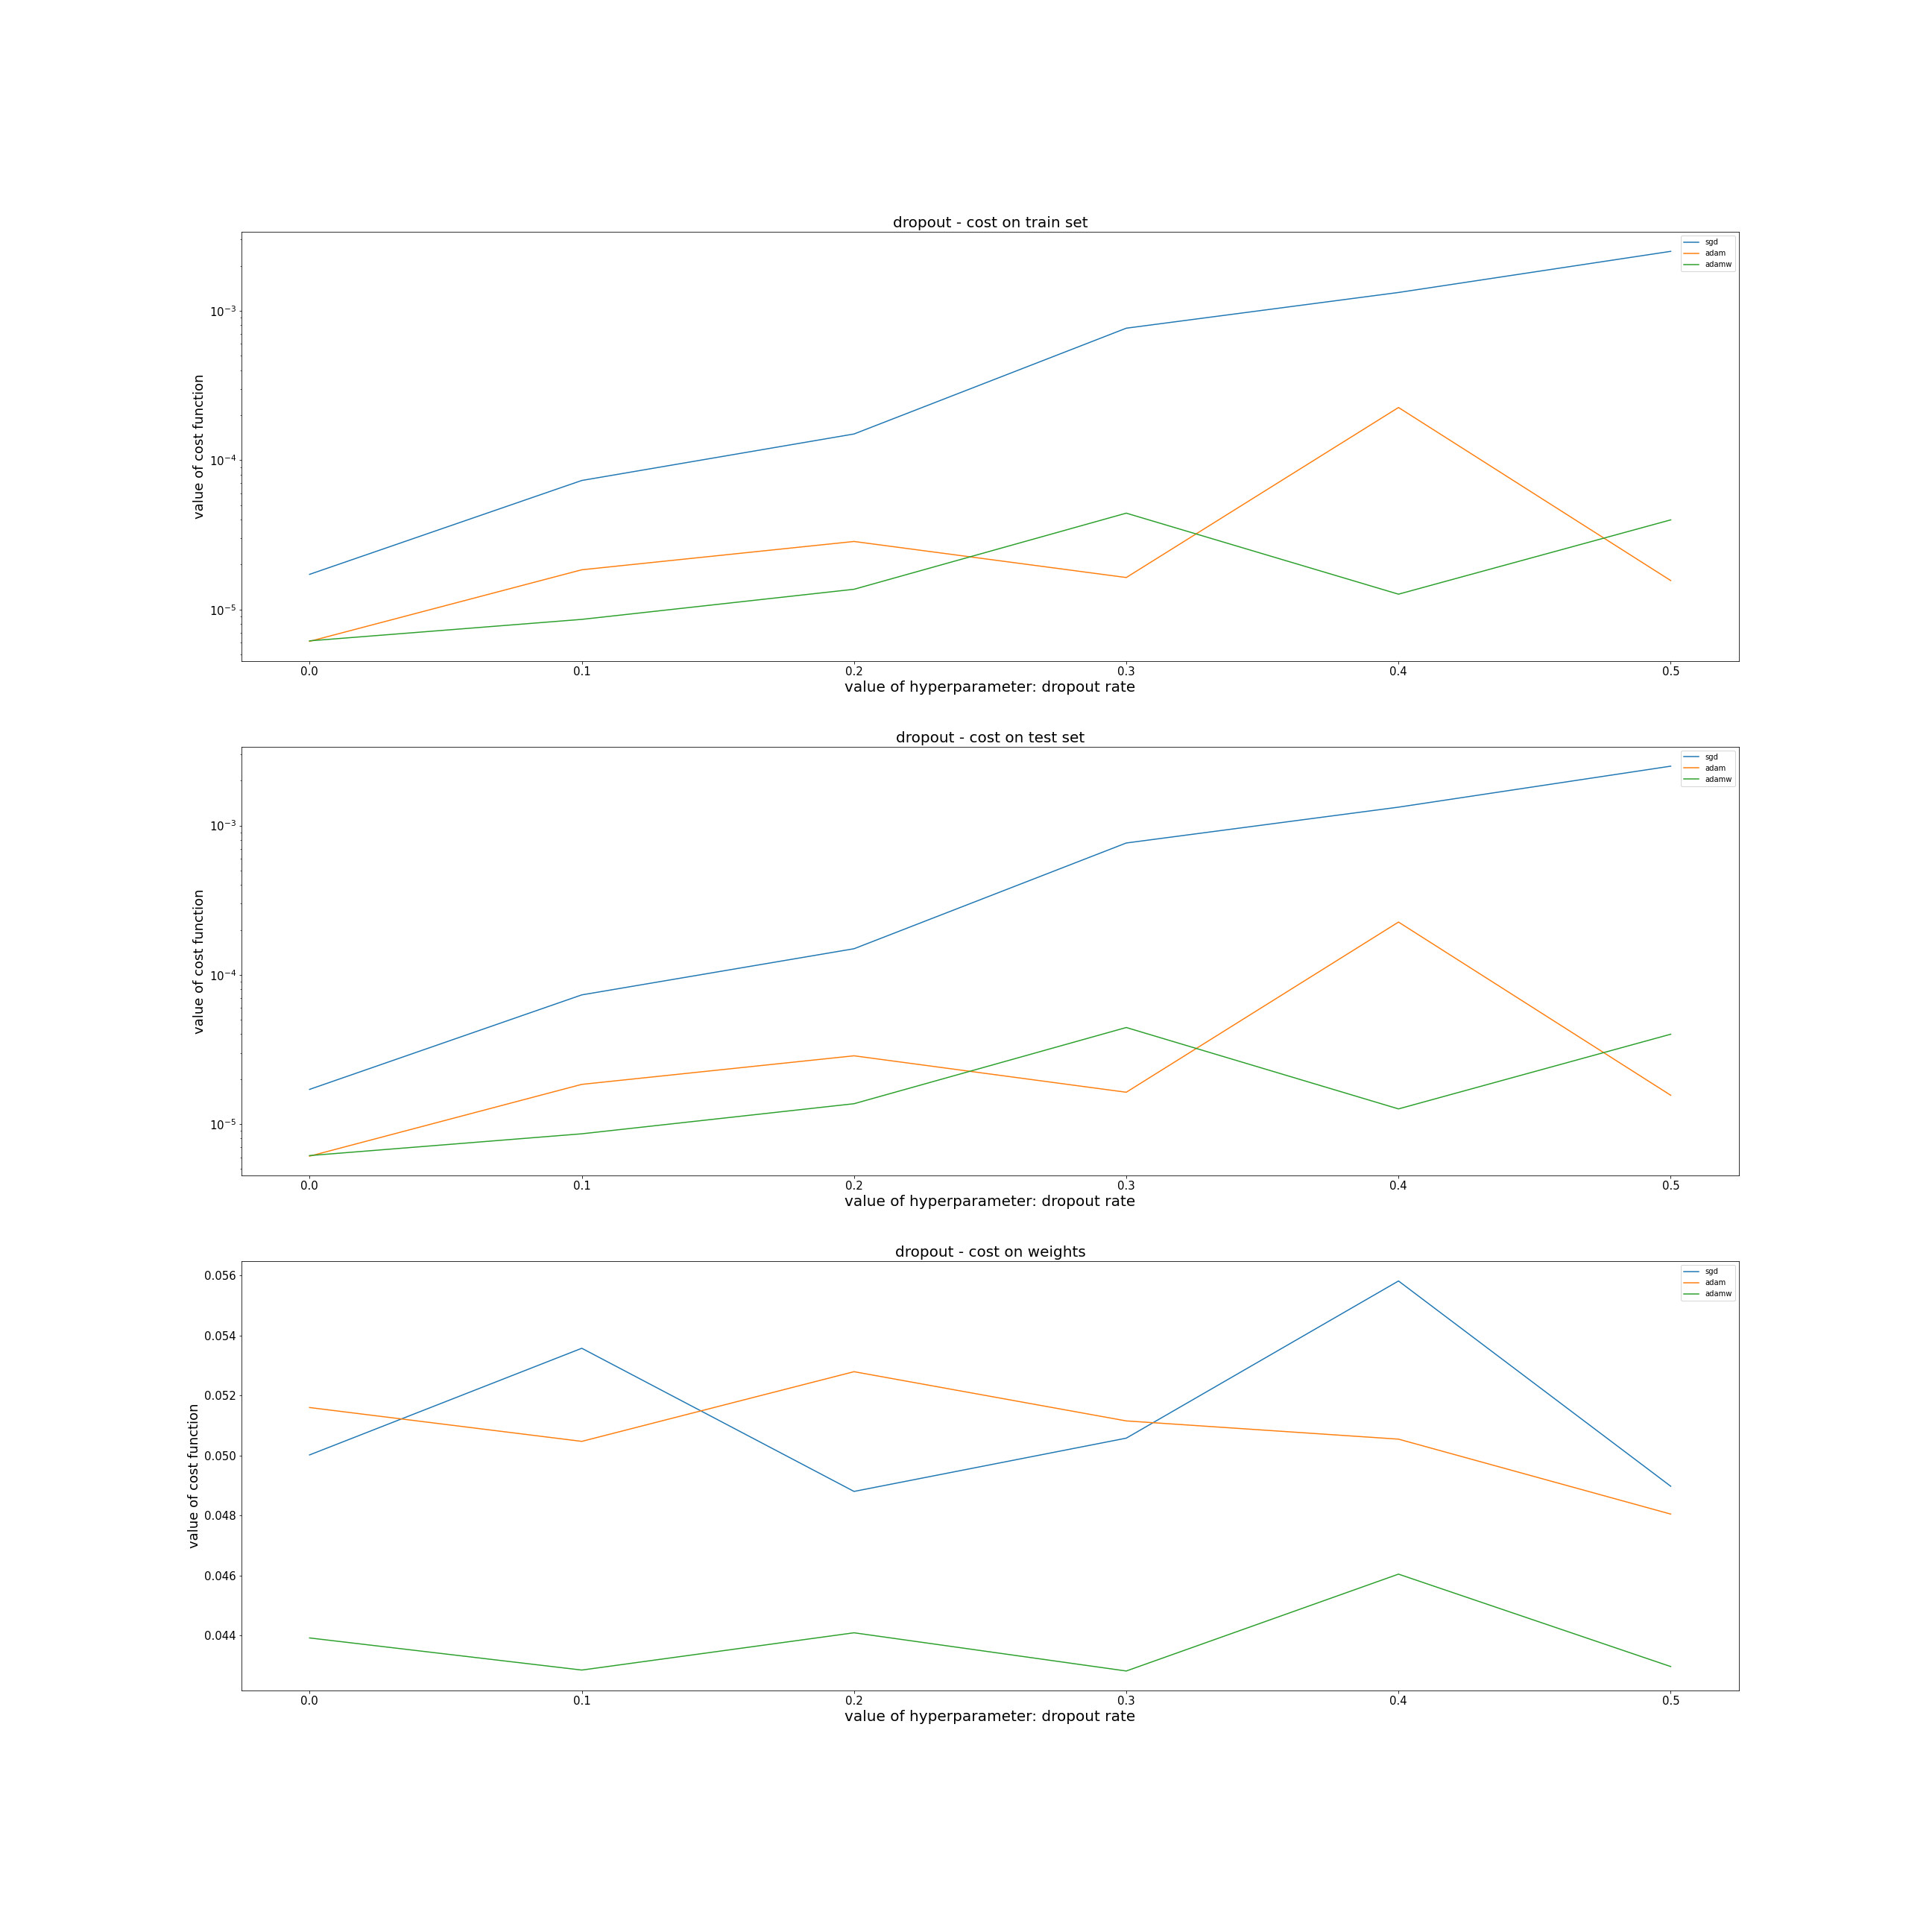 dropout - cost on train set
sgd
adam
adamw
10⁻³
10⁻⁴
10⁻⁵
value of cost function
0.0 0.1 0.2 0.3 0.4 0.5
value of hyperparameter: dropout rate
dropout - cost on test set
sgd
adam
adamw
10⁻³
10⁻⁴
10⁻⁵
value of cost function
0.0 0.1 0.2 0.3 0.4 0.5
value of hyperparameter: dropout rate
dropout - cost on weights
sgd
adam
adamw
0.056
0.054
0.052
0.050
0.048
0.046
0.044
value of cost function
0.0 0.1 0.2 0.3 0.4 0.5
value of hyperparameter: dropout rate